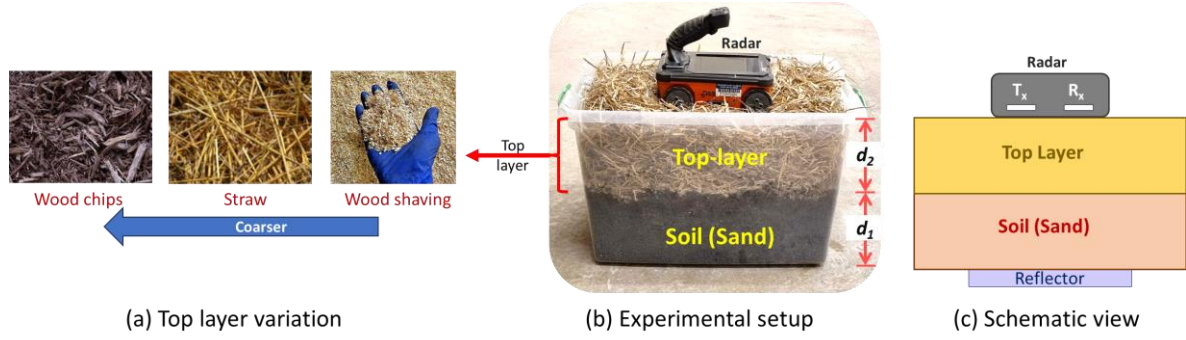 Wood chips
Straw
Wood shaving
Coarser
(a) Top layer variation
Top
layer
Radar
Top-layer
Soil (Sand)
d2
d1
(b) Experimental setup
Radar
Tx
Rx
Top Layer
Soil (Sand)
Reflector
(c) Schematic view